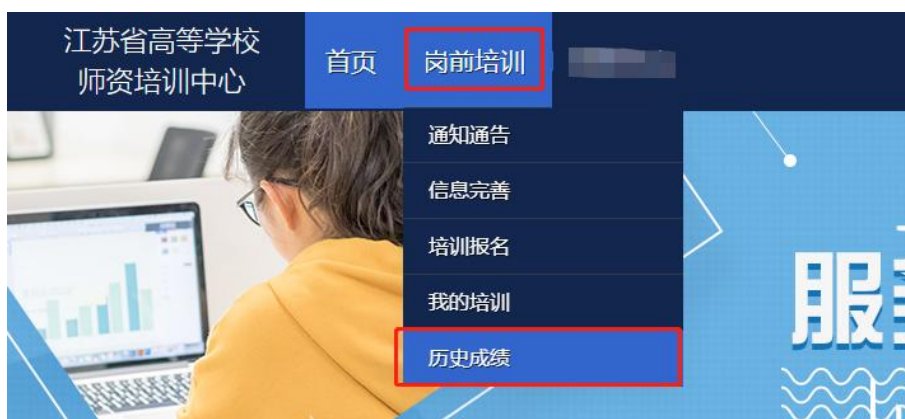 江苏省高等学校
师资培训中心
首页
岗前培训
通知通告
信息完善
培训报名
我的培训
历史成绩
服